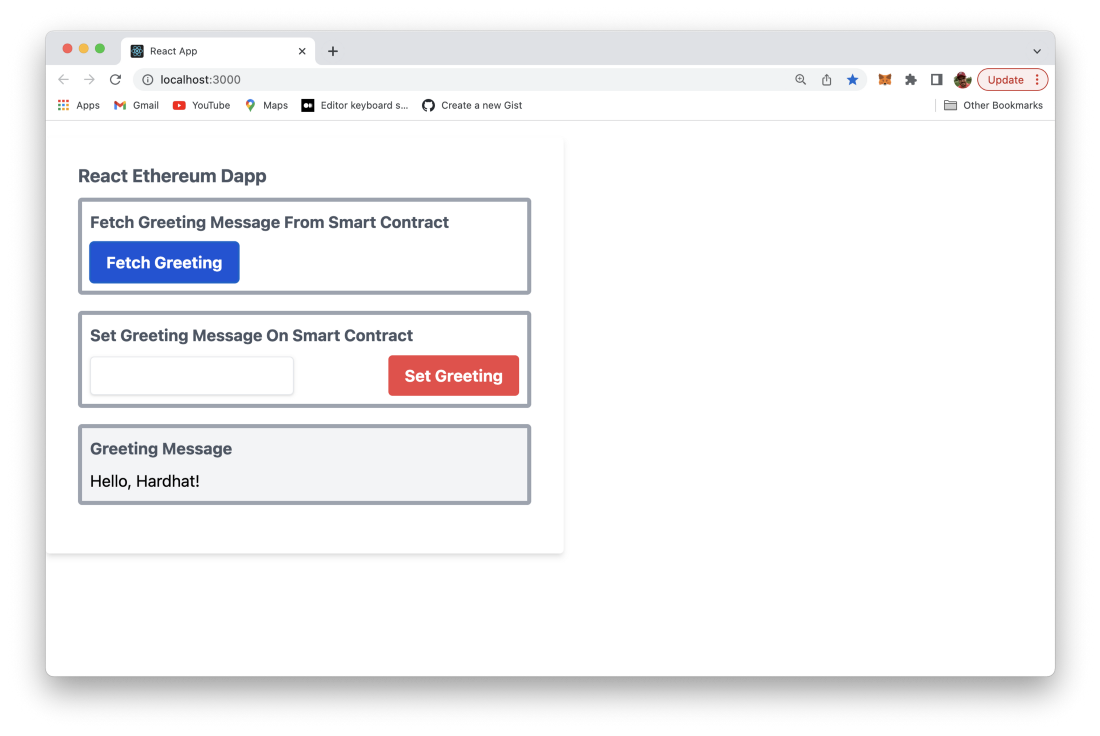 React App
localhost:3000
Update
Apps Gmail YouTube Maps Editor keyboard s... Create a new Gist Other Bookmarks
React Ethereum Dapp
Fetch Greeting Message From Smart Contract
Fetch Greeting
Set Greeting Message On Smart Contract
Set Greeting
Greeting Message
Hello, Hardhat!